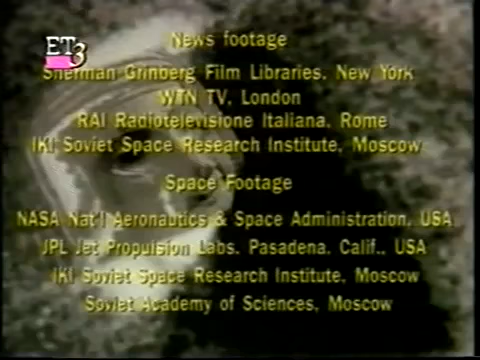 ET3
News footage
Sherman Grinberg Film Libraries, New York
WTN TV, London
RAI Radiotelevisione Italiana, Rome
IKI Soviet Space Research Institute, Moscow
Space Footage
NASA Nat'l Aeronautics & Space Administration, USA
JPL Jet Propulsion Labs. Pasadena, Calif., USA
IKI Soviet Space Research Institute, Moscow
Soviet Academy of Sciences, Moscow